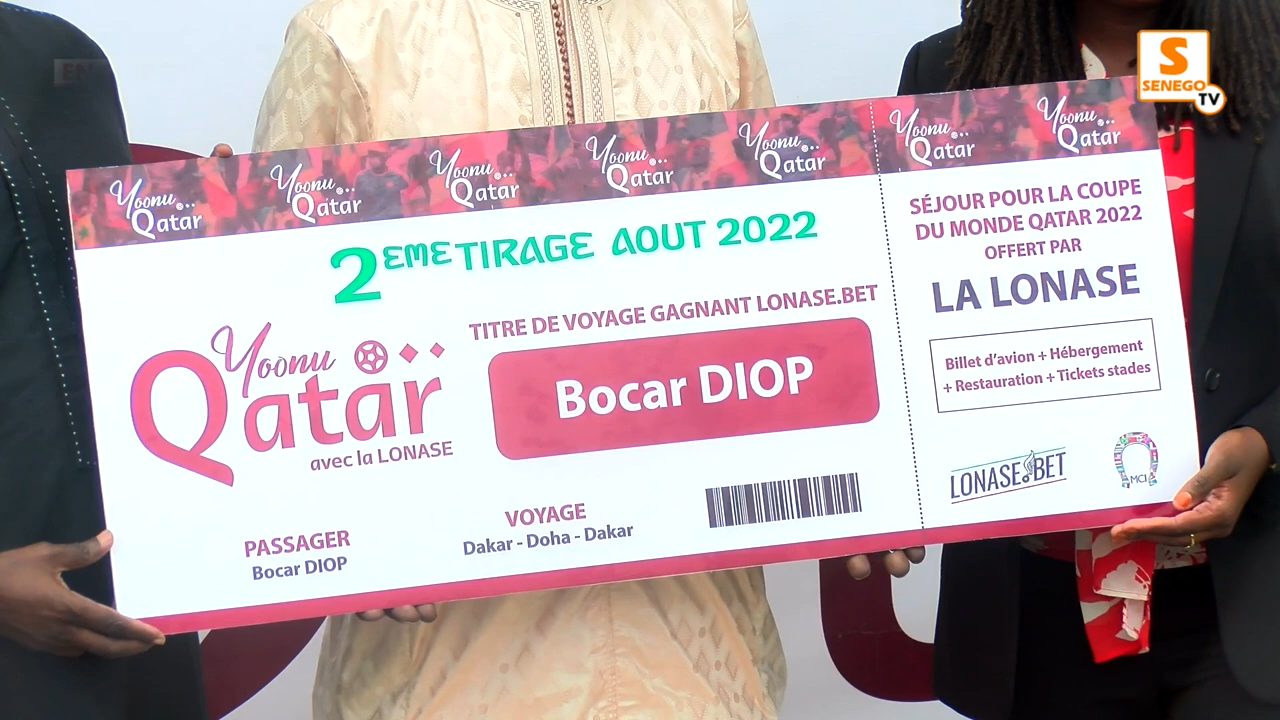 SENEGO
TV
Yoonu... Qatar
Yoonu... Qatar
Yoonu... Qatar
Yoonu... Qatar
Yoonu... Qatar
Yoonu... Qatar
Yoonu... Qatar
2EME TIRAGE AOUT 2022
Yoonu
Qatar
avec la LONASE
TITRE DE VOYAGE GAGNANT LONASE.BET
Bocar DIOP
PASSAGER
Bocar DIOP
VOYAGE
Dakar - Doha - Dakar
SÉJOUR POUR LA COUPE
DU MONDE QATAR 2022
OFFERT PAR
LA LONASE
Billet d'avion + Hébergement
+ Restauration + Tickets stades
LONASE BET
MCI